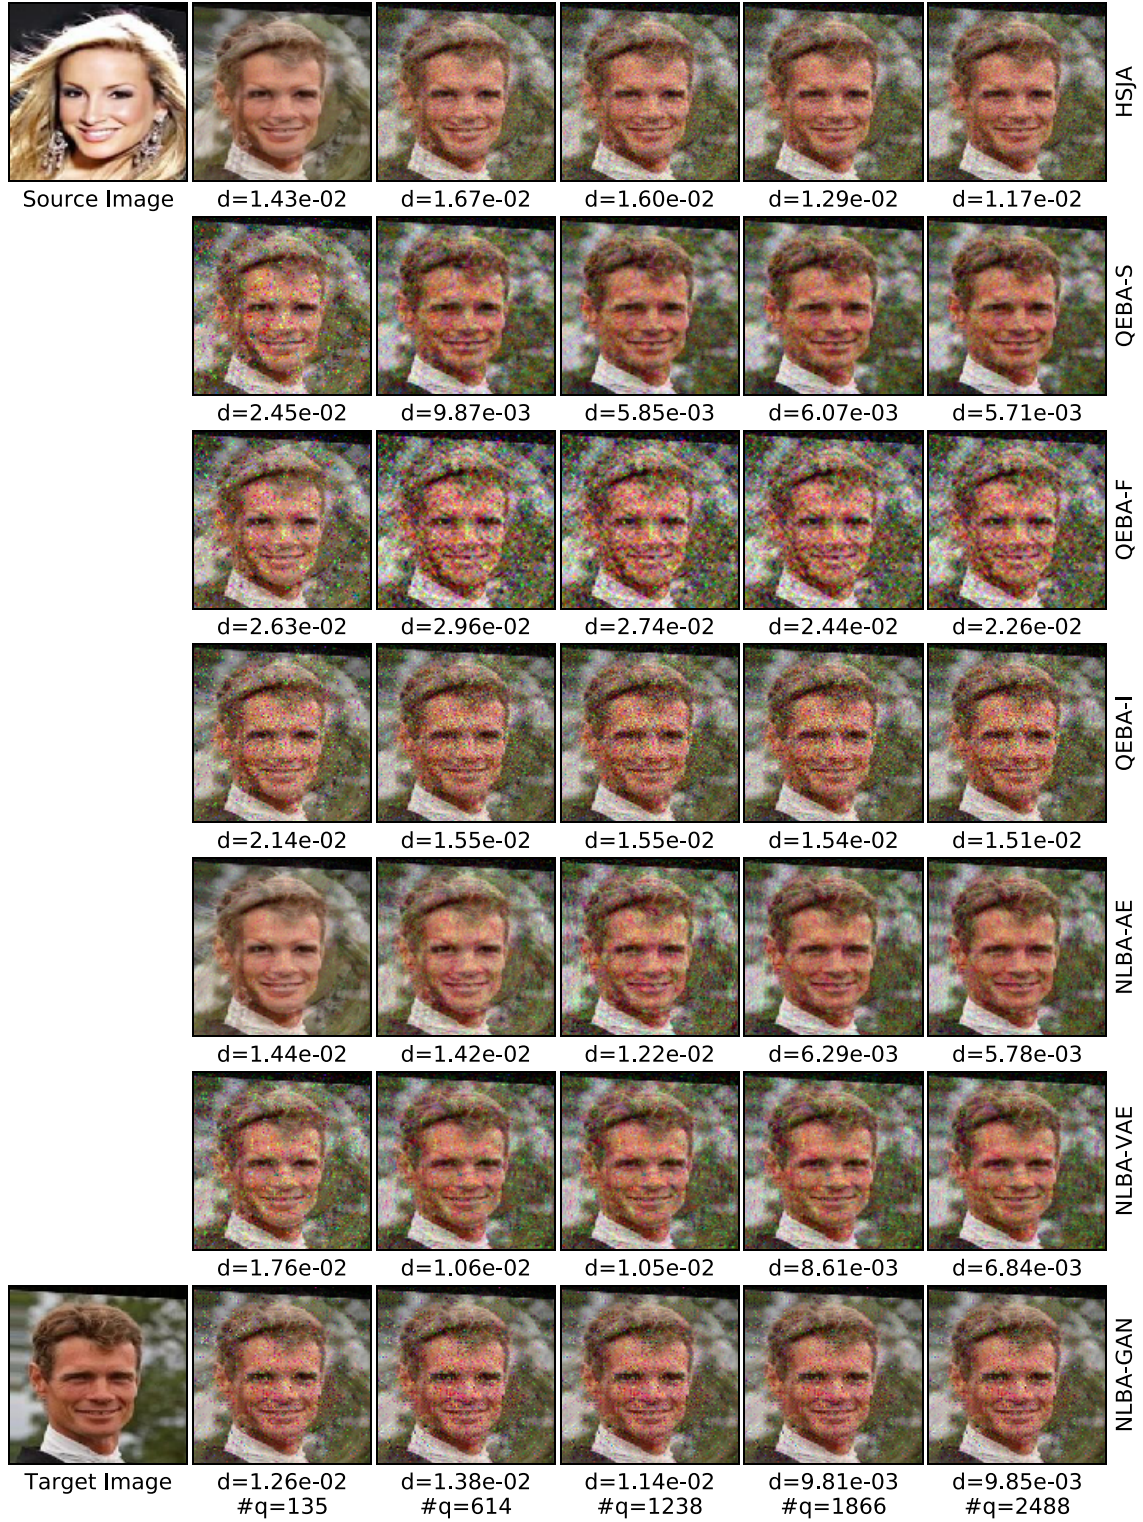 HSJA
Source Image d=1.43e-02 d=1.67e-02 d=1.60e-02 d=1.29e-02 d=1.17e-02
QEBA-S
d=2.45e-02 d=9.87e-03 d=5.85e-03 d=6.07e-03 d=5.71e-03
QEBA-F
d=2.63e-02 d=2.96e-02 d=2.74e-02 d=2.44e-02 d=2.26e-02
QEBA-I
d=2.14e-02 d=1.55e-02 d=1.55e-02 d=1.54e-02 d=1.51e-02
NLBA-AE
d=1.44e-02 d=1.42e-02 d=1.22e-02 d=6.29e-03 d=5.78e-03
NLBA-VAE
d=1.76e-02 d=1.06e-02 d=1.05e-02 d=8.61e-03 d=6.84e-03
NLBA-GAN
Target Image d=1.26e-02 d=1.38e-02 d=1.14e-02 d=9.81e-03 d=9.85e-03
#q=135 #q=614 #q=1238 #q=1866 #q=2488